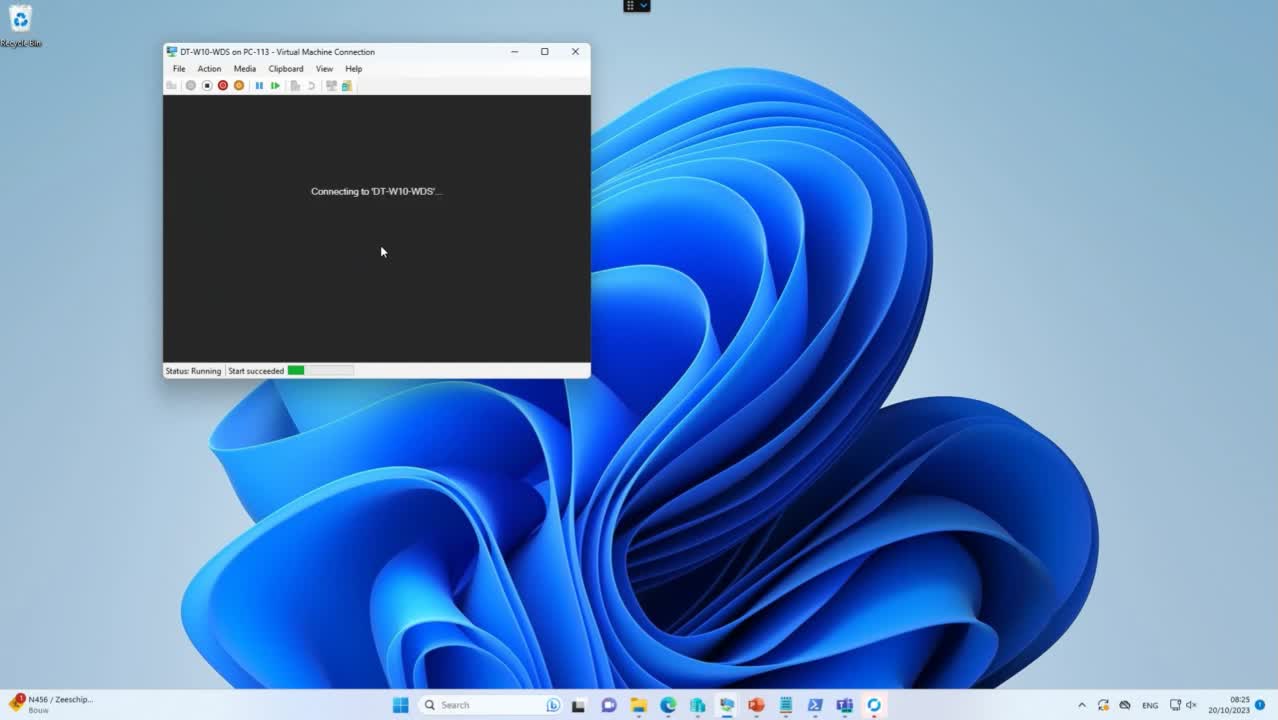 Recycle Bin
DT-W10-WDS on PC-113 - Virtual Machine Connection
File Action Media Clipboard View Help
Connecting to 'DT-W10-WDS'...
Status: Running Start succeeded
1
N456 / Zeeschip...
Bouw
Search
ENG
08:25
20/10/2023
1